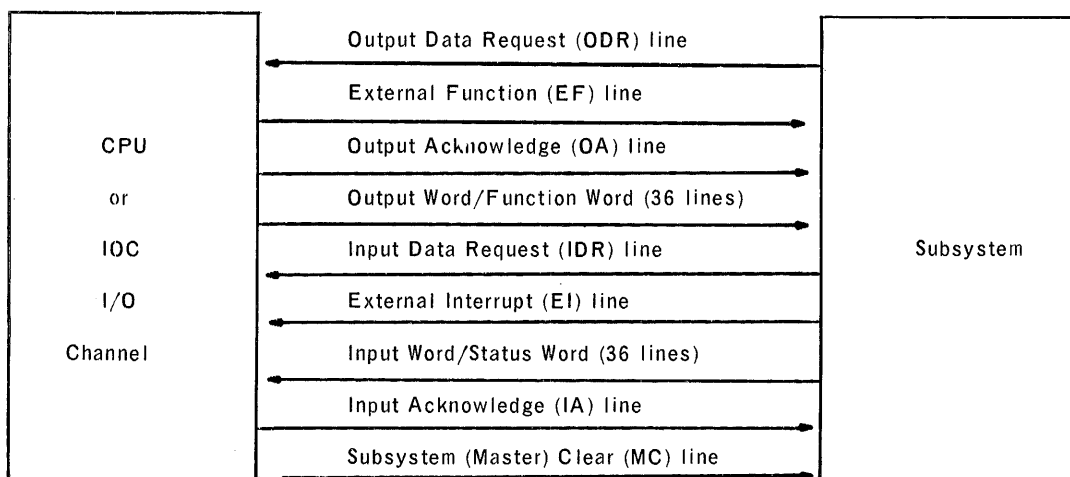 Output Data Request (ODR) line
External Function (EF) line
CPU
Output Acknowledge (OA) line
or
Output Word/Function Word (36 lines)
IOC
Input Data Request (IDR) line
Subsystem
I/O
External Interrupt (EI) line
Channel
Input Word/Status Word (36 lines)
Input Acknowledge (IA) line
Subsystem (Master) Clear (MC) line